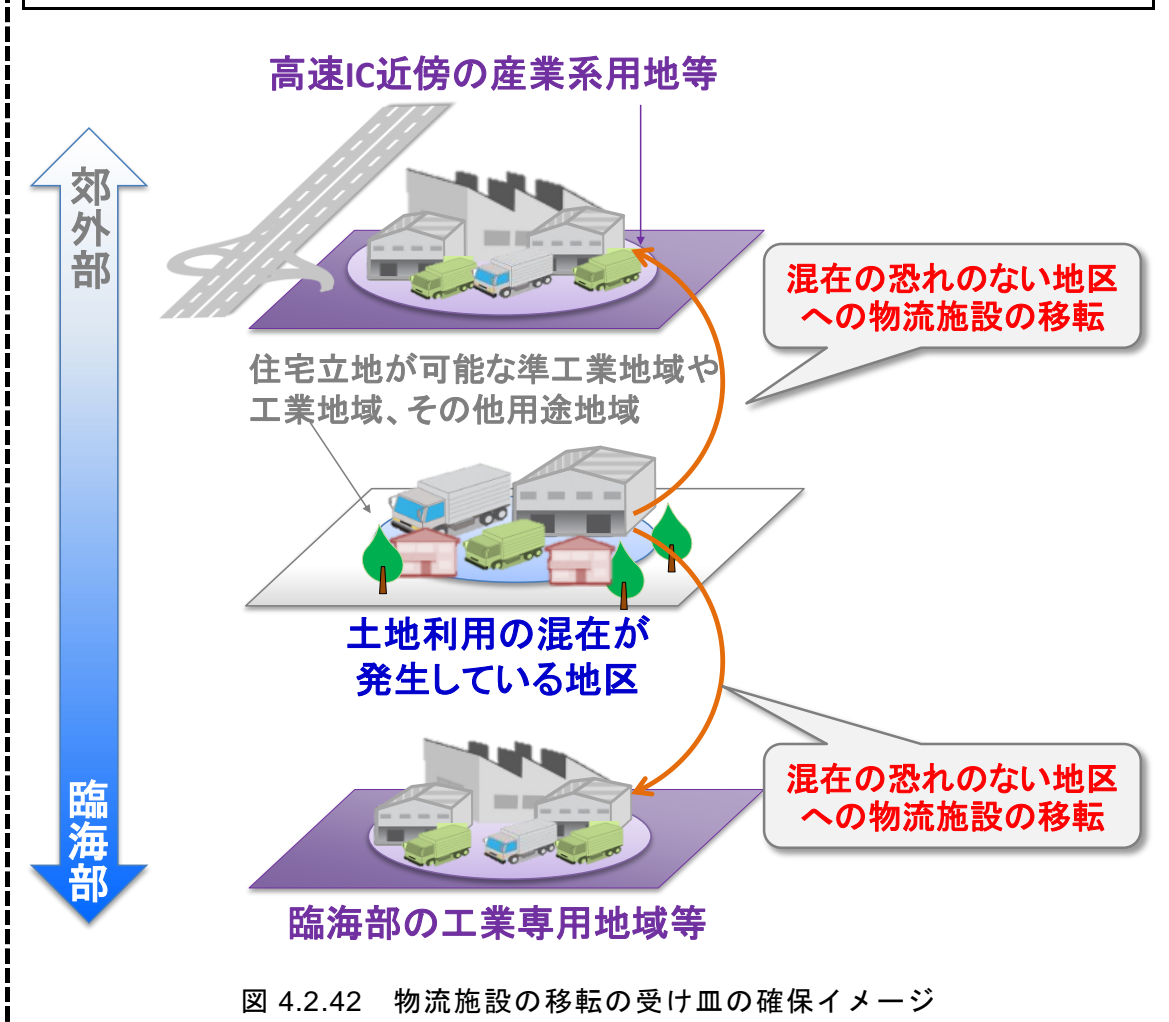 高速IC近傍の産業系用地等
郊外部
混在の恐れのない地区
への物流施設の移転
住宅立地が可能な準工業地域や
工業地域、その他用途地域
土地利用の混在が
発生している地区
混在の恐れのない地区
への物流施設の移転
臨海部
臨海部の工業専用地域等
図 4.2.42 物流施設の移転の受け皿の確保イメージ